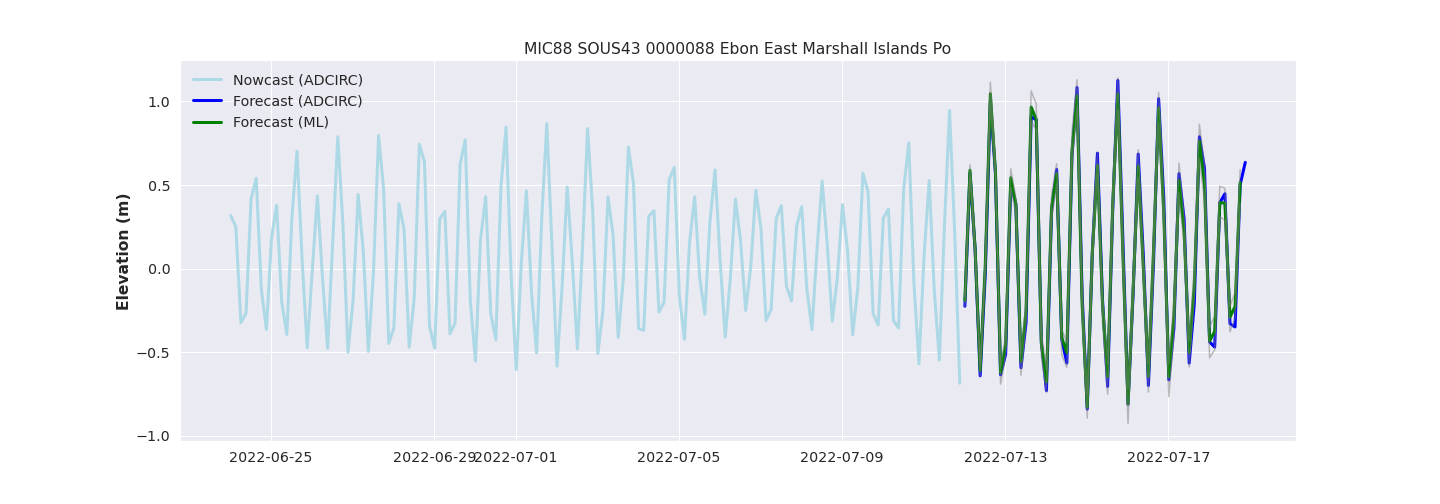 MIC88 SOUS43 0000088 Ebon East Marshall Islands Po
Nowcast (ADCIRC)
Forecast (ADCIRC)
Forecast (ML)
Elevation (m)
1.0
0.5
0.0
−0.5
−1.0
2022-06-25
2022-06-29
2022-07-01
2022-07-05
2022-07-09
2022-07-13
2022-07-17